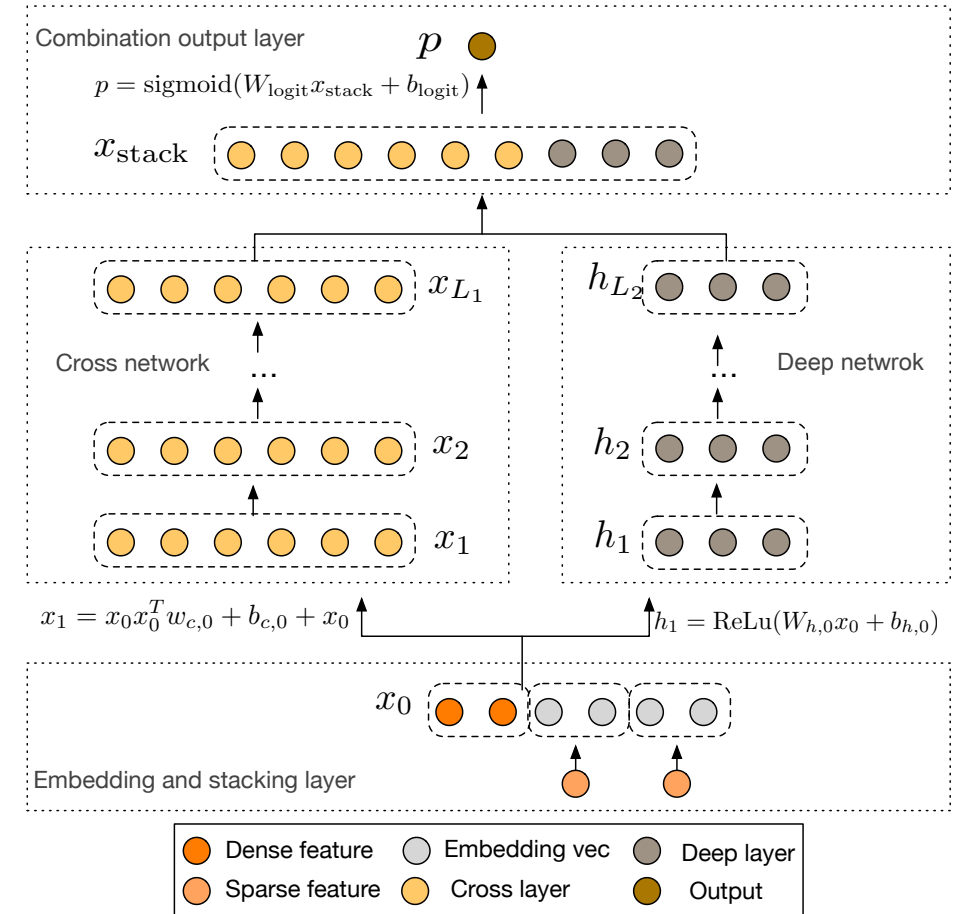 Combination output layer
p
p = sigmoid(W_logit x_stack + b_logit)
x_stack
x_{L_1}
h_{L_2}
Cross network
...
...
Deep netwrok
x_2
h_2
x_1
h_1
x_1 = x_0 x_0^T w_{c,0} + b_{c,0} + x_0
h_1 = ReLu(W_{h,0} x_0 + b_{h,0})
x_0
Embedding and stacking layer
Dense feature Embedding vec Deep layer
Sparse feature Cross layer Output